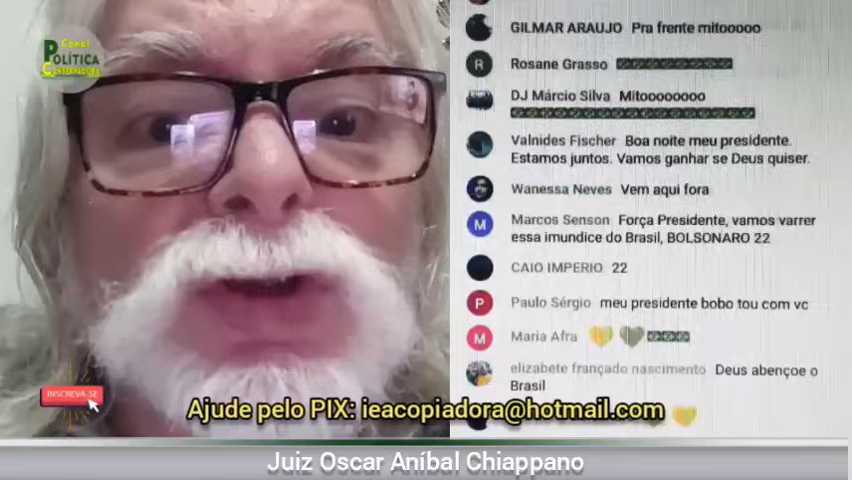 Canal
POLÍTICA
CONSERVADORA
GILMAR ARAUJO Pra frente mitooooo
R Rosane Grasso
DJ Márcio Silva Mitoooooooo
Valnides Fischer Boa noite meu presidente.
Estamos juntos. Vamos ganhar se Deus quiser.
Wanessa Neves Vem aqui fora
M Marcos Senson Força Presidente, vamos varrer
essa imundice do Brasil, BOLSONARO 22
CAIO IMPERIO 22
P Paulo Sérgio meu presidente bobo tou com vc
M Maria Afra
elizabete françado nascimento Deus abençoe o
Brasil
INSCREVA-SE
Ajude pelo PIX: ieacopiadora@hotmail.com
Juiz Oscar Aníbal Chiappano